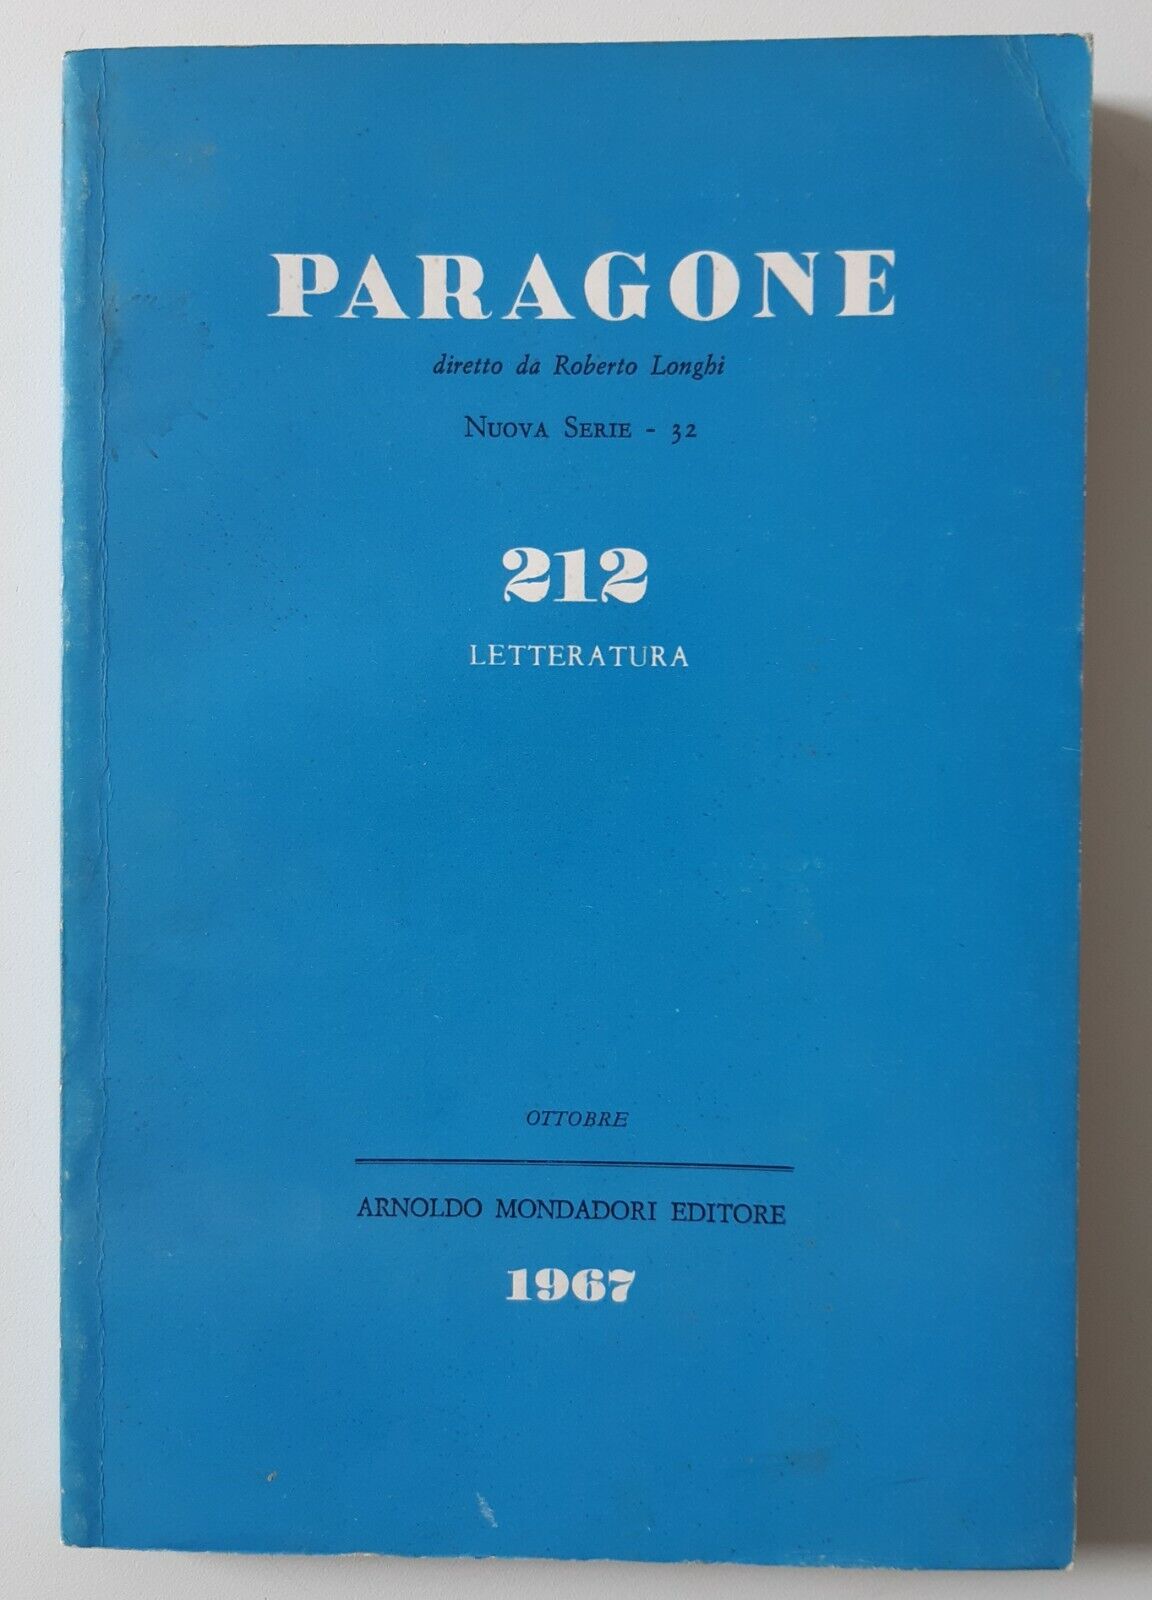 PARAGONE
diretto da Roberto Longhi
NUOVA SERIE - 32
212
LETTERATURA
OTTOBRE
ARNOLDO MONDADORI EDITORE
1967